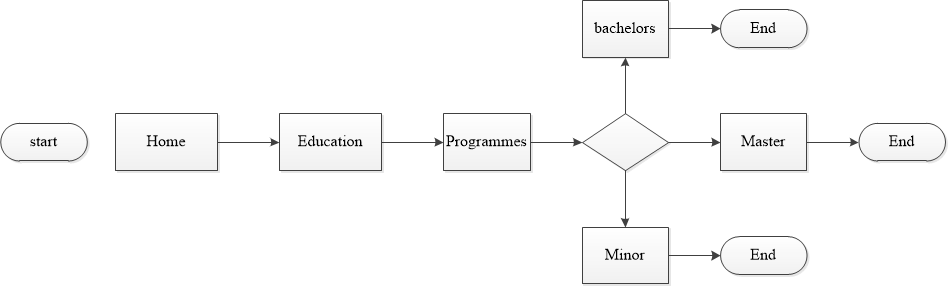 bachelors
End
start
Home
Education
Programmes
Master
End
Minor
End